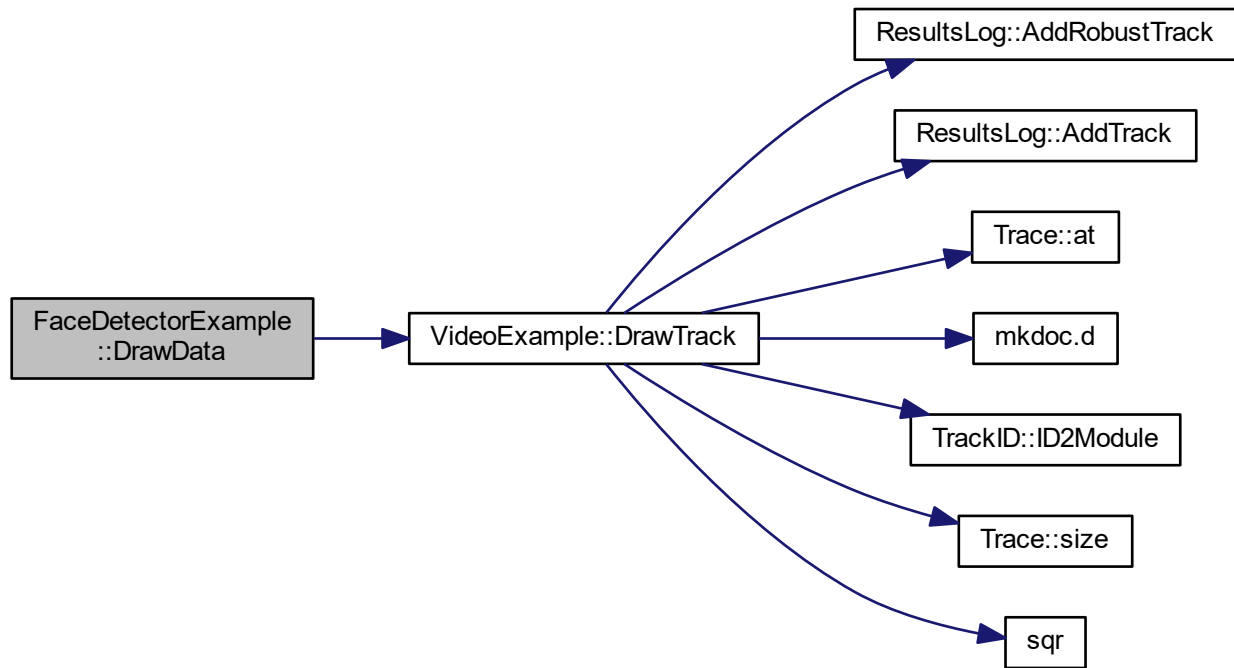 ResultsLog::AddRobustTrack
ResultsLog::AddTrack
Trace::at
FaceDetectorExample
::DrawData
VideoExample::DrawTrack
mkdoc.d
TrackID::ID2Module
Trace::size
sqr